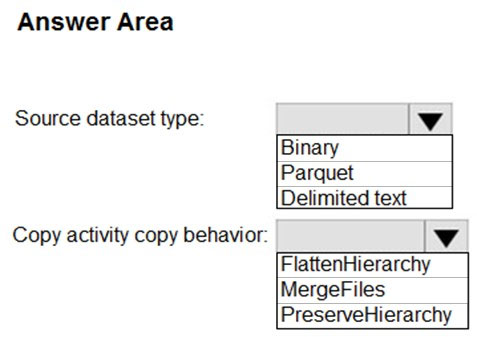 Answer Area
Source dataset type:
Binary
Parquet
Delimited text
Copy activity copy behavior:
FlattenHierarchy
MergeFiles
PreserveHierarchy